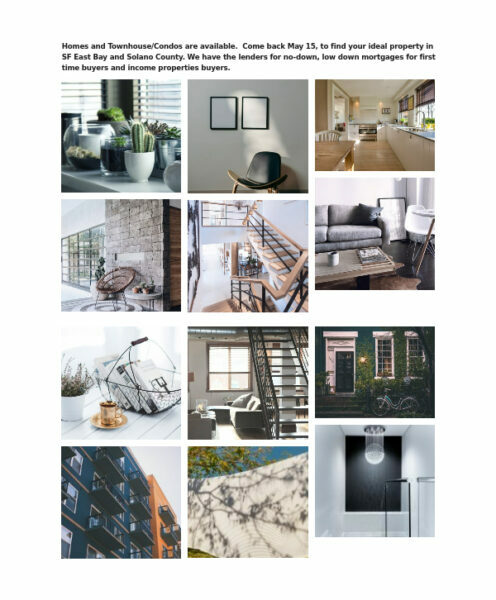 Homes and Townhouse/Condos are available.  Come back May 15, to find your ideal property in
SF East Bay and Solano County. We have the lenders for no-down, low down mortgages for first
time buyers and income properties buyers.